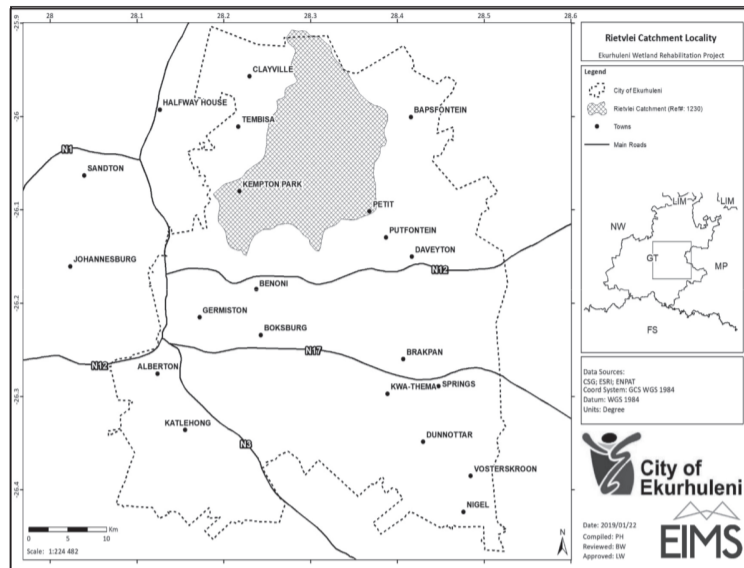 28
28.1
28.2
28.3
28.4
28.5
28.6
-25.9
-26
-26.1
-26.2
-26.3
-26.4
CLAYVILLE
HALFWAY HOUSE
TEMBISA
BAPSFONTEIN
N1
SANDTON
KEMPTON PARK
PETIT
PUTFONTEIN
DAVEYTON
JOHANNESBURG
N12
BENONI
GERMISTON
BOKSBURG
N17
BRAKPAN
N12
ALBERTON
SPRINGS
KWA-THEMA
KATLEHONG
N3
DUNNOTTAR
VOSTERSKROON
NIGEL
0 5 10 Km
Scale: 1:224 482
N
Rietvlei Catchment Locality
Ekurhuleni Wetland Rehabilitation Project
Legend
City of Ekurhuleni
Rietvlei Catchment (Ref#: 1230)
Towns
Main Roads
LIM
LIM
NW
GT
MP
FS
Data Sources:
CSG; ESRI; ENPAT
Coord System: GCS WGS 1984
Datum: WGS 1984
Units: Degree
City of
Ekurhuleni
Date: 2019/01/22
Compiled: PH
Reviewed: BW
Approved: LW
EIMS